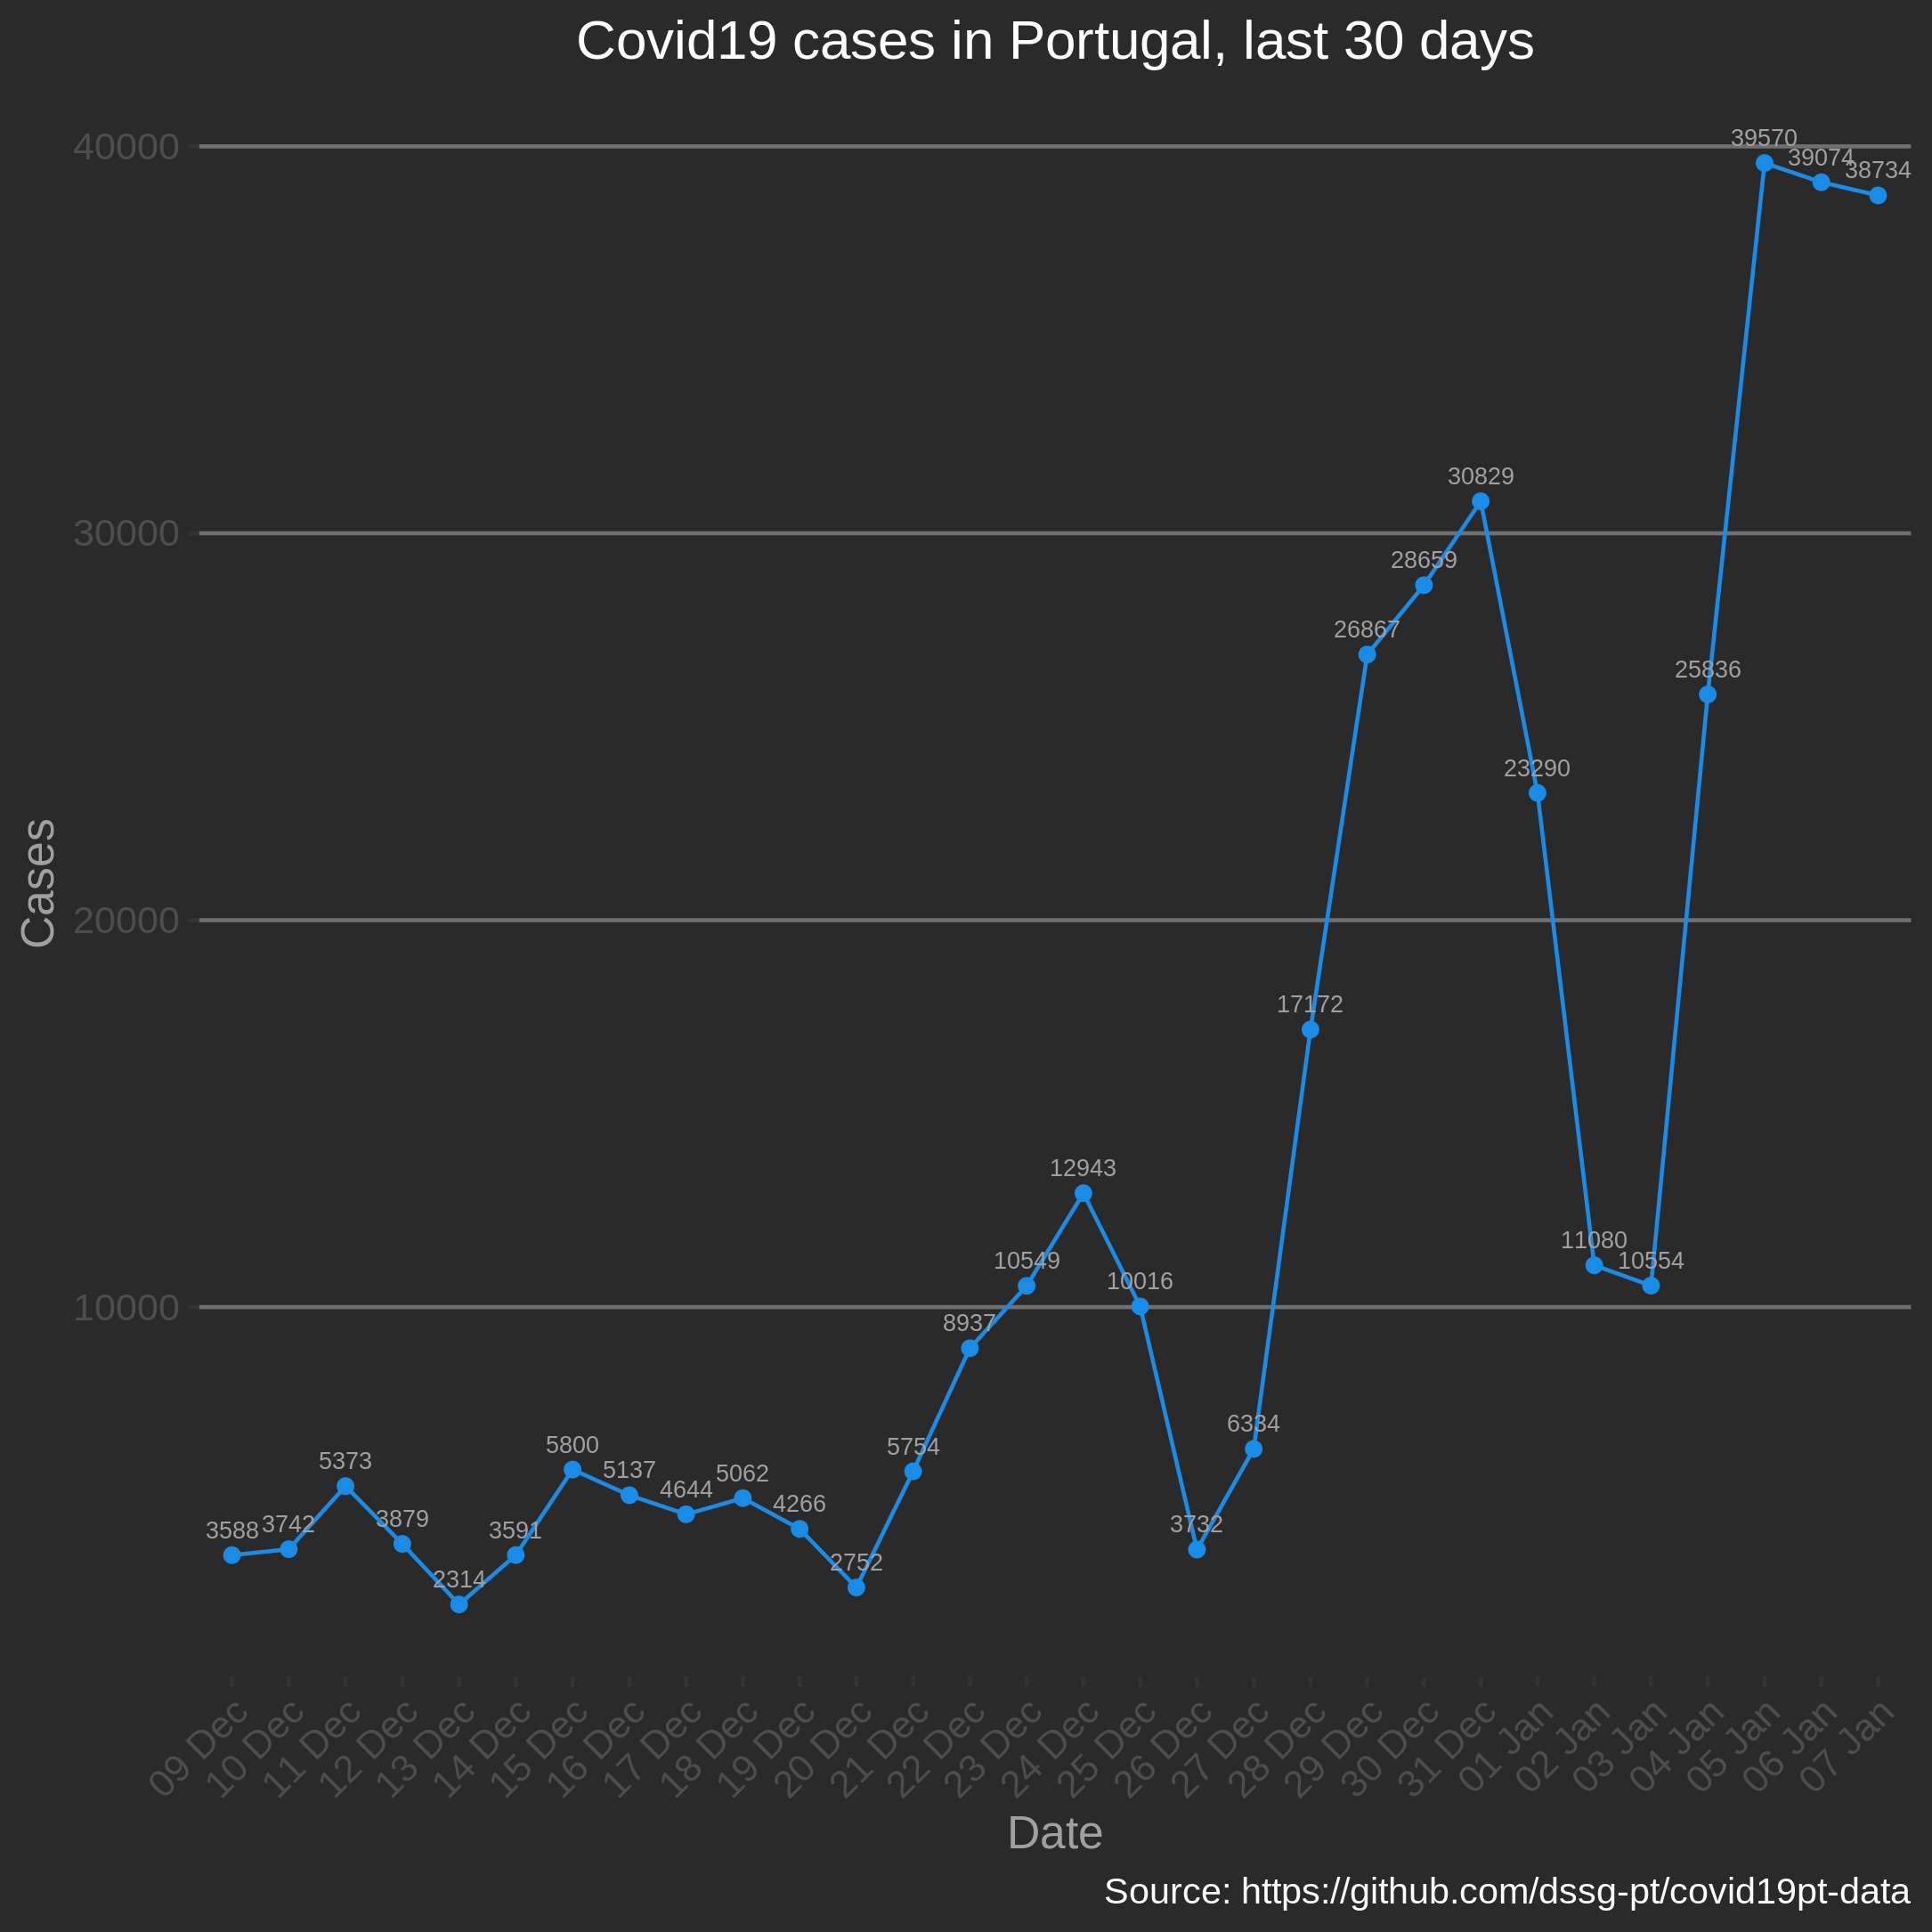 Covid19 cases in Portugal, last 30 days
40000
30000
20000
10000
Cases
3588
3742
5373
3879
2314
3591
5800
5137
4644
5062
4266
2752
5754
8937
10549
12943
10016
3732
6334
17172
26867
28659
30829
23290
11080
10554
25836
39570
39074
38734
09 Dec
10 Dec
11 Dec
12 Dec
13 Dec
14 Dec
15 Dec
16 Dec
17 Dec
18 Dec
19 Dec
20 Dec
21 Dec
22 Dec
23 Dec
24 Dec
25 Dec
26 Dec
27 Dec
28 Dec
29 Dec
30 Dec
31 Dec
01 Jan
02 Jan
03 Jan
04 Jan
05 Jan
06 Jan
07 Jan
Date
Source: https://github.com/dssg-pt/covid19pt-data